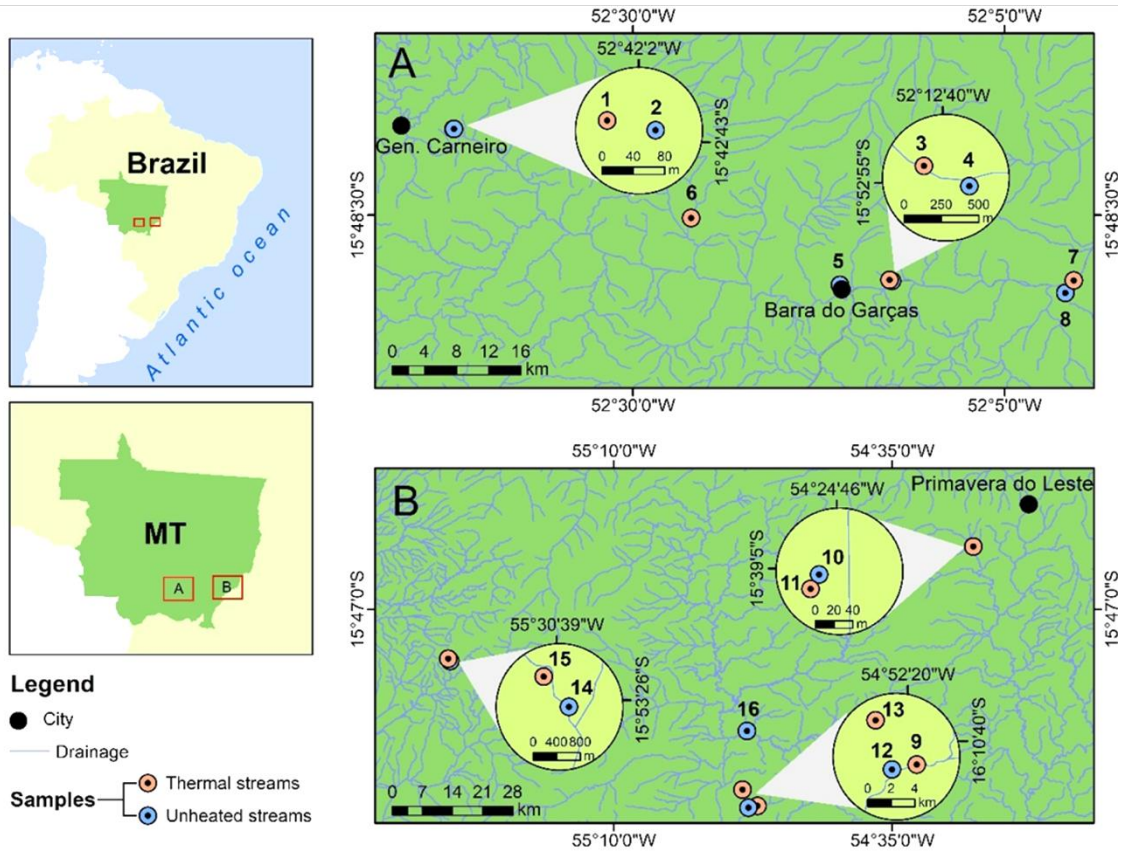 Brazil
Atlantic ocean
MT
A
B
Legend
City
Drainage
Samples
Thermal streams
Unheated streams
52°30'0"W
52°5'0"W
A
52°42'2"W
1
2
0 40 80
m
15°42'43"S
Gen. Carneiro
52°12'40"W
3
4
0 250 500
m
15°52'55"S
15°48'30"S
15°48'30"S
6
5
7
Barra do Garças
8
0 4 8 12 16
km
52°30'0"W
52°5'0"W
55°10'0"W
54°35'0"W
B
54°24'46"W
Primavera do Leste
10
11
0 20 40
m
15°39'5"S
15°47'0"S
15°47'0"S
55°30'39"W
15
14
0 400 800
m
15°53'26"S
16
54°52'20"W
13
12
9
0 2 4
km
16°10'40"S
0 7 14 21 28
km
55°10'0"W
54°35'0"W